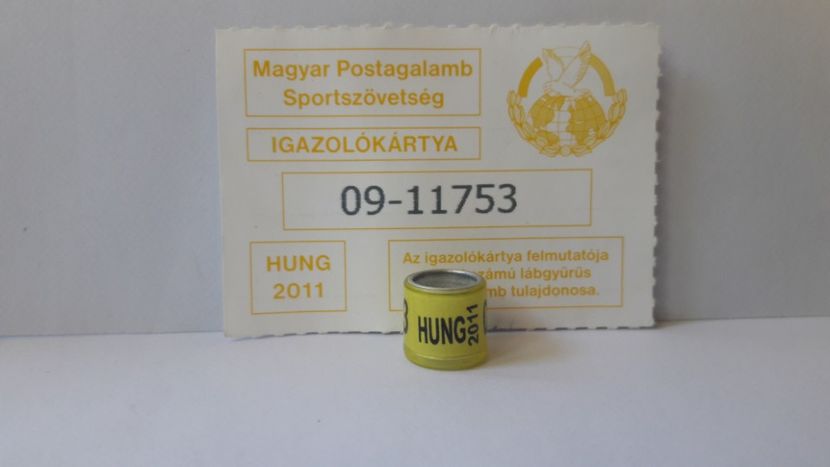 Magyar Postagalamb
Sportszövetség
IGAZOLÓKÁRTYA
09-11753
HUNG
2011
Az igazolókártya felmutatója
lábgyűrűs
tulajdonosa.
HUNG
2011